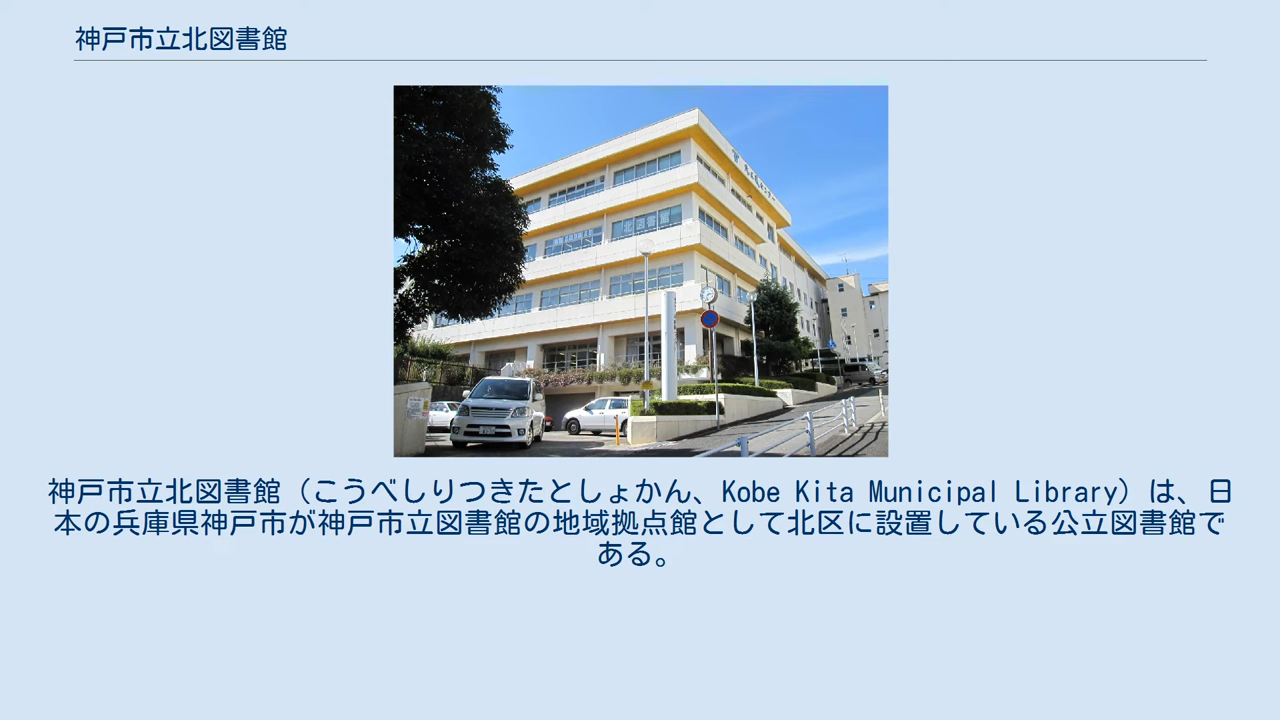 神戸市立北図書館
北図書館
神戸市立北図書館（こうべしりつきたとしょかん、Kobe Kita Municipal Library）は、日
本の兵庫県神戸市が神戸市立図書館の地域拠点館として北区に設置している公立図書館で
ある。